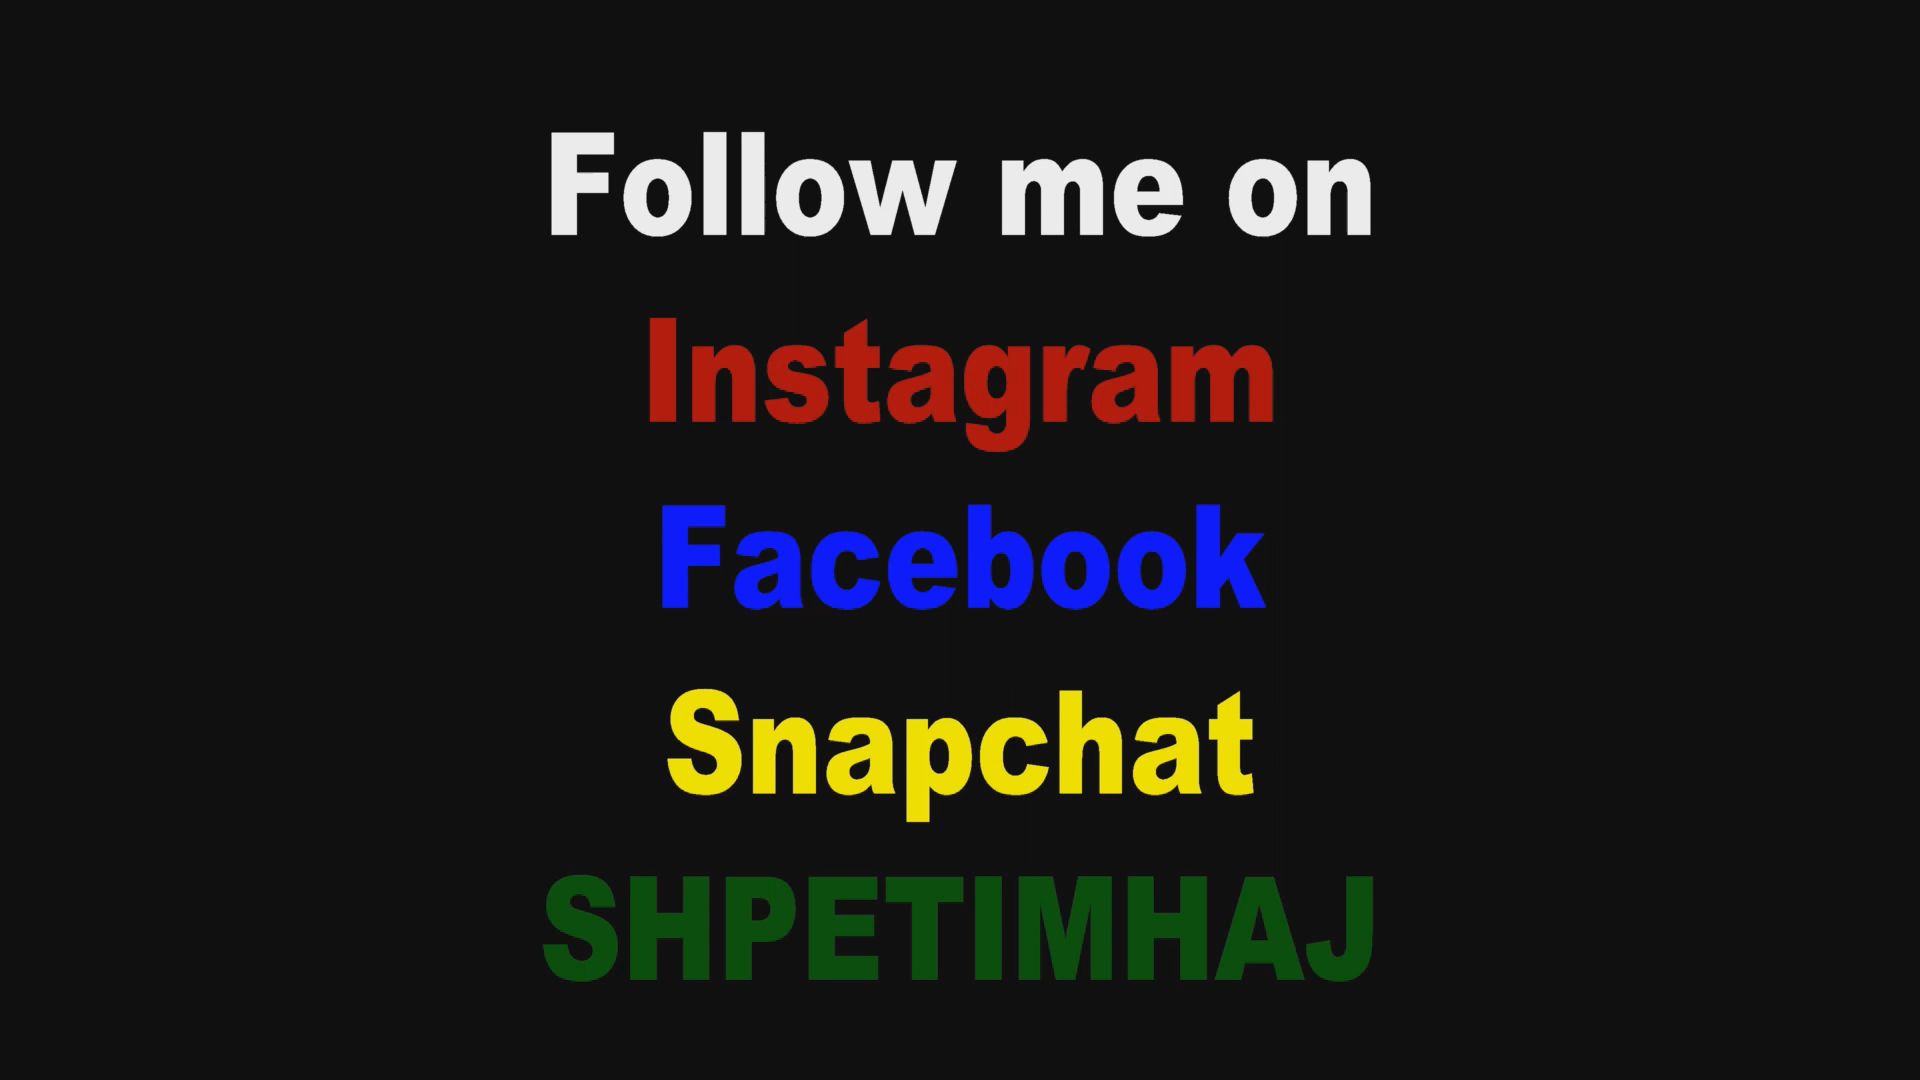 Follow me on
Instagram
Facebook
Snapchat
SHPETIMHAJ